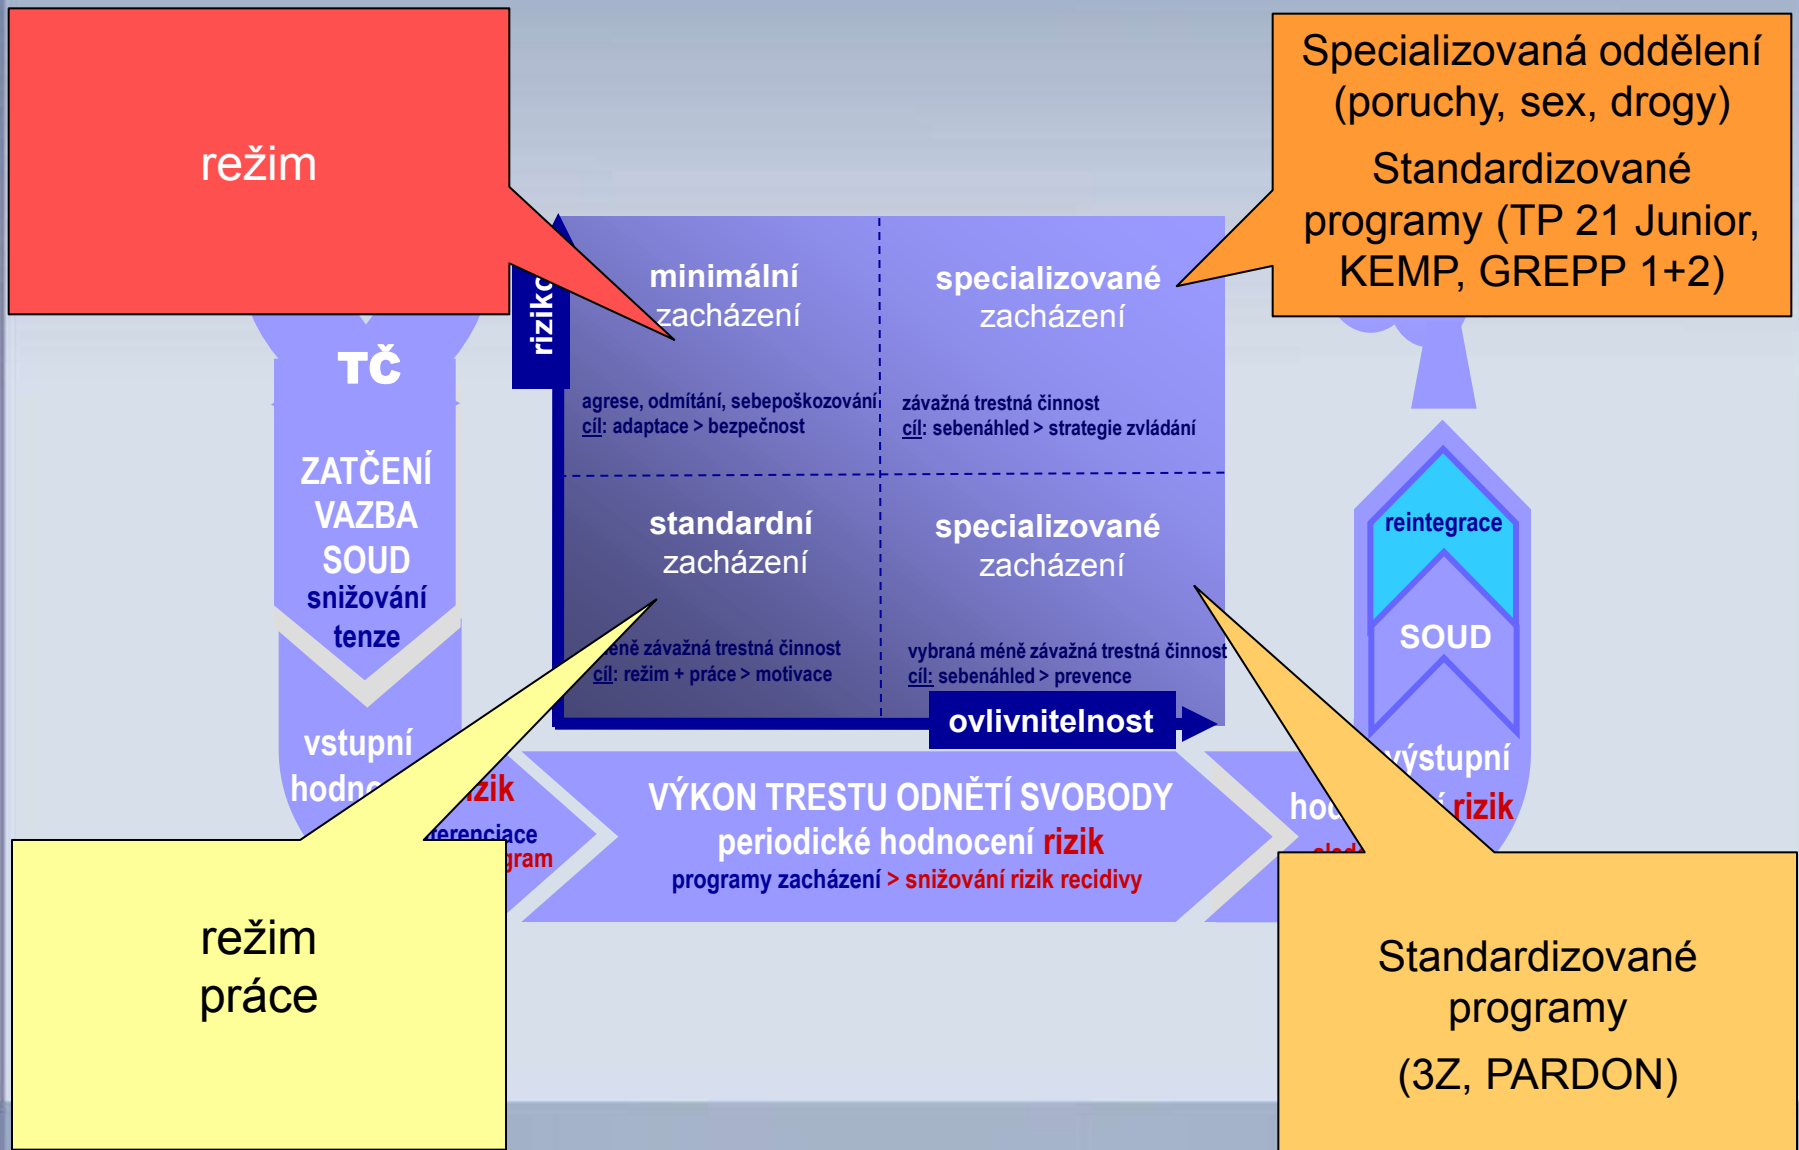 režim
Specializovaná oddělení
(poruchy, sex, drogy)
Standardizované
programy (TP 21 Junior,
KEMP, GREPP 1+2)
riziko
minimální
zacházení
agrese, odmítání, sebepoškozování
cíl: adaptace > bezpečnost
specializované
zacházení
závažná trestná činnost
cíl: sebenáhled > strategie zvládání
standardní
zacházení
méně závažná trestná činnost
cíl: režim + práce > motivace
specializované
zacházení
vybraná méně závažná trestná činnost
cíl: sebenáhled > prevence
ovlivnitelnost
TČ
ZATČENÍ
VAZBA
SOUD
snižování
tenze
vstupní
VÝKON TRESTU ODNĚTÍ SVOBODY
periodické hodnocení rizik
programy zacházení > snižování rizik recidivy
reintegrace
SOUD
výstupní
rizik
režim
práce
Standardizované
programy
(3Z, PARDON)